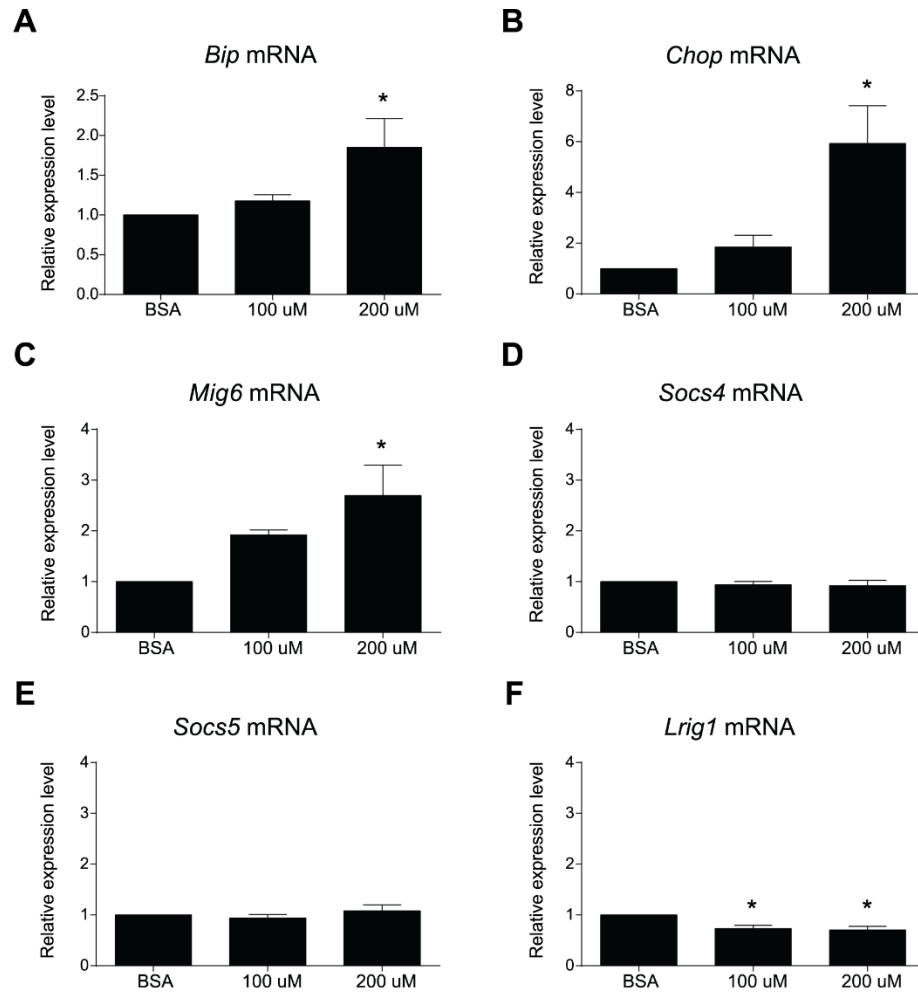 A
Bip mRNA
Relative expression level
2.5
2.0
1.5
1.0
0.5
0.0
BSA 100 uM 200 uM
*
B
Chop mRNA
Relative expression level
8
6
4
2
0
BSA 100 uM 200 uM
*
C
Mig6 mRNA
Relative expression level
4
3
2
1
0
BSA 100 uM 200 uM
*
D
Socs4 mRNA
Relative expression level
4
3
2
1
0
BSA 100 uM 200 uM
E
Socs5 mRNA
Relative expression level
4
3
2
1
0
BSA 100 uM 200 uM
F
Lrig1 mRNA
Relative expression level
4
3
2
1
0
BSA 100 uM 200 uM
* *